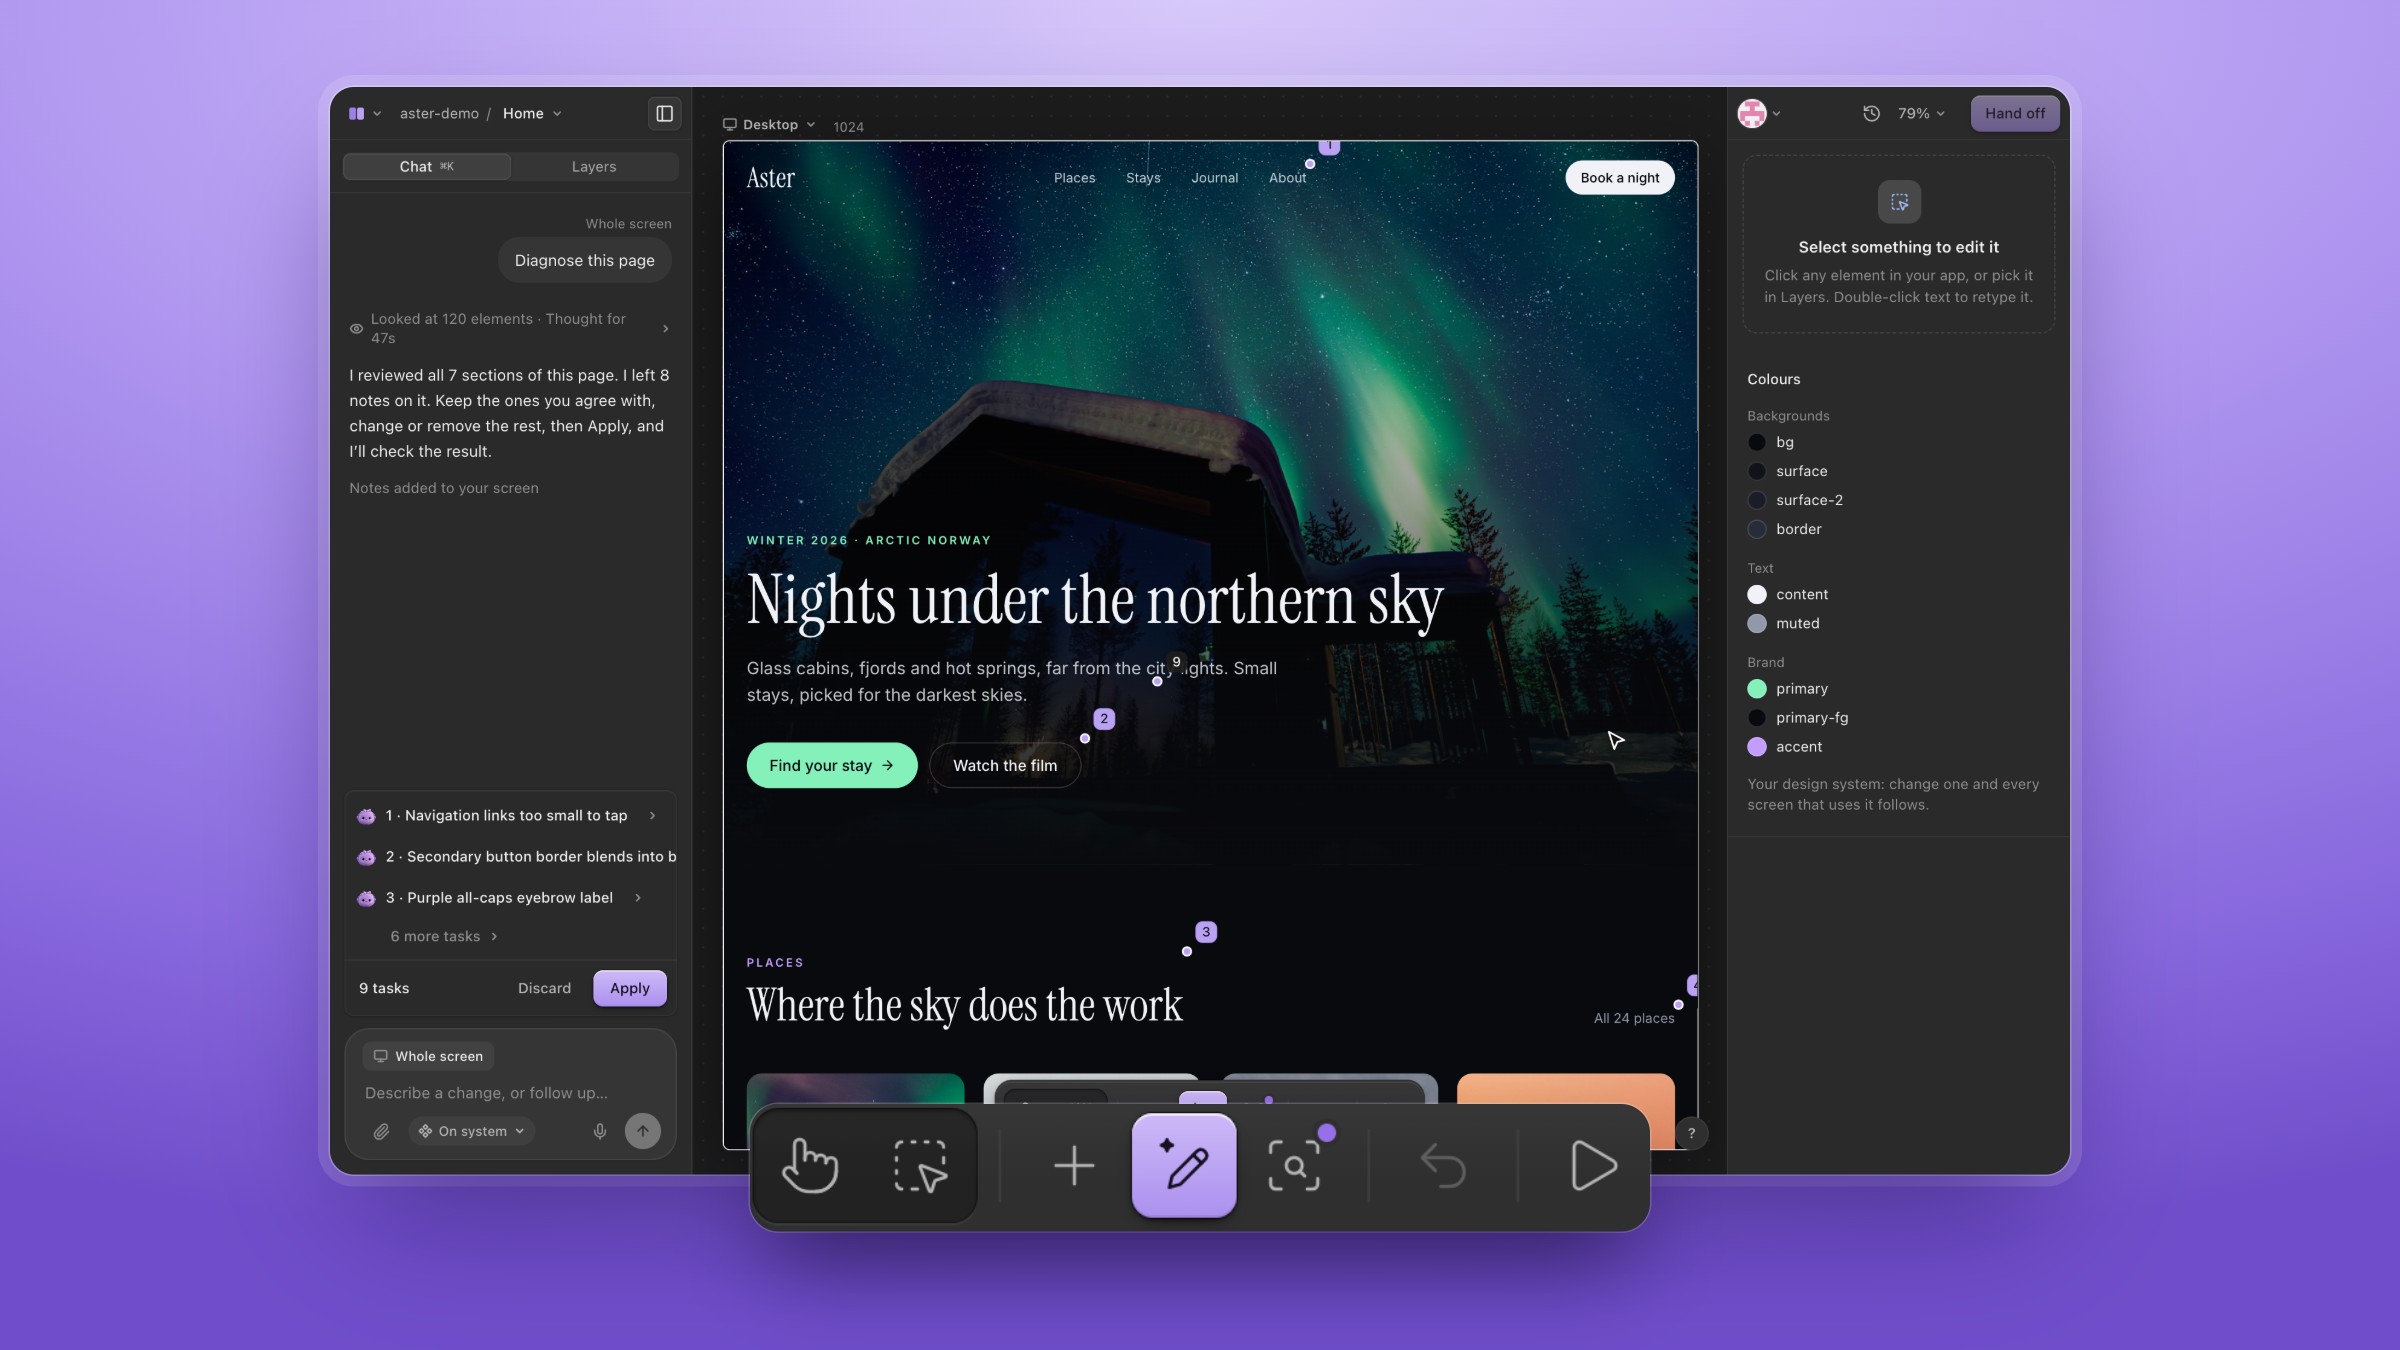 aster-demo / Home
Chat ⌘K
Layers
Whole screen
Diagnose this page
Looked at 120 elements · Thought for
47s
I reviewed all 7 sections of this page. I left 8
notes on it. Keep the ones you agree with,
change or remove the rest, then Apply, and
I'll check the result.
Notes added to your screen
1 · Navigation links too small to tap
2 · Secondary button border blends into b
3 · Purple all-caps eyebrow label
6 more tasks
9 tasks
Discard
Apply
Whole screen
Describe a change, or follow up...
On system
Desktop
1024
Aster
Places
Stays
Journal
About
1
Book a night
WINTER 2026 · ARCTIC NORWAY
Nights under the northern sky
Glass cabins, fjords and hot springs, far from the city ights. Small
9
stays, picked for the darkest skies.
2
Find your stay →
Watch the film
3
PLACES
Where the sky does the work
4
All 24 places
?
79%
Hand off
Select something to edit it
Click any element in your app, or pick it
in Layers. Double-click text to retype it.
Colours
Backgrounds
bg
surface
surface-2
border
Text
content
muted
Brand
primary
primary-fg
accent
Your design system: change one and every
screen that uses it follows.